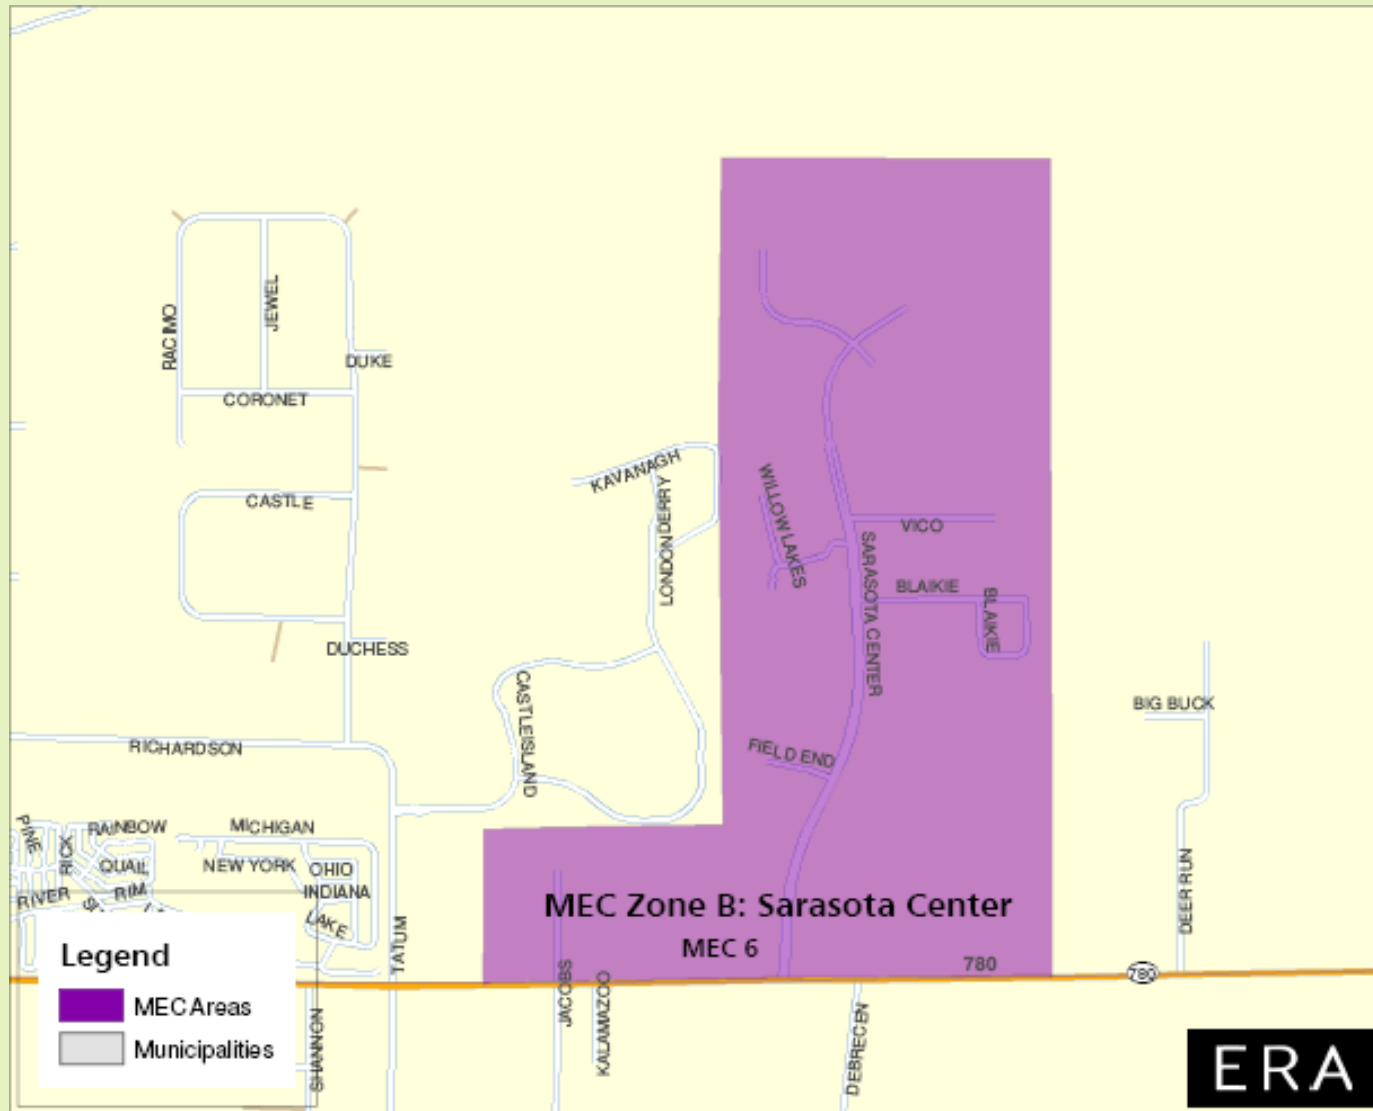 JEWEL
RACIMO
DUKE
CORONET
KAVANAGH
CASTLE
WILLOW LAKES
LONDONDERRY
VICO
SARASOTA CENTER
BLAIKIE
BLAIKIE
DUCHESS
CASTLEISLAND
BIG BUCK
RICHARDSON
FIELD END
PINE
RAINBOW
MICHIGAN
RICK
QUAIL
NEW YORK
OHIO
RIVER
RIM
INDIANA
DEER RUN
LAKE
MEC Zone B: Sarasota Center
MEC 6
TATUM
780
780
Legend
MEC Areas
Municipalities
JACOBS
KALAMAZOO
SHANNON
DEBRECEN
ERA